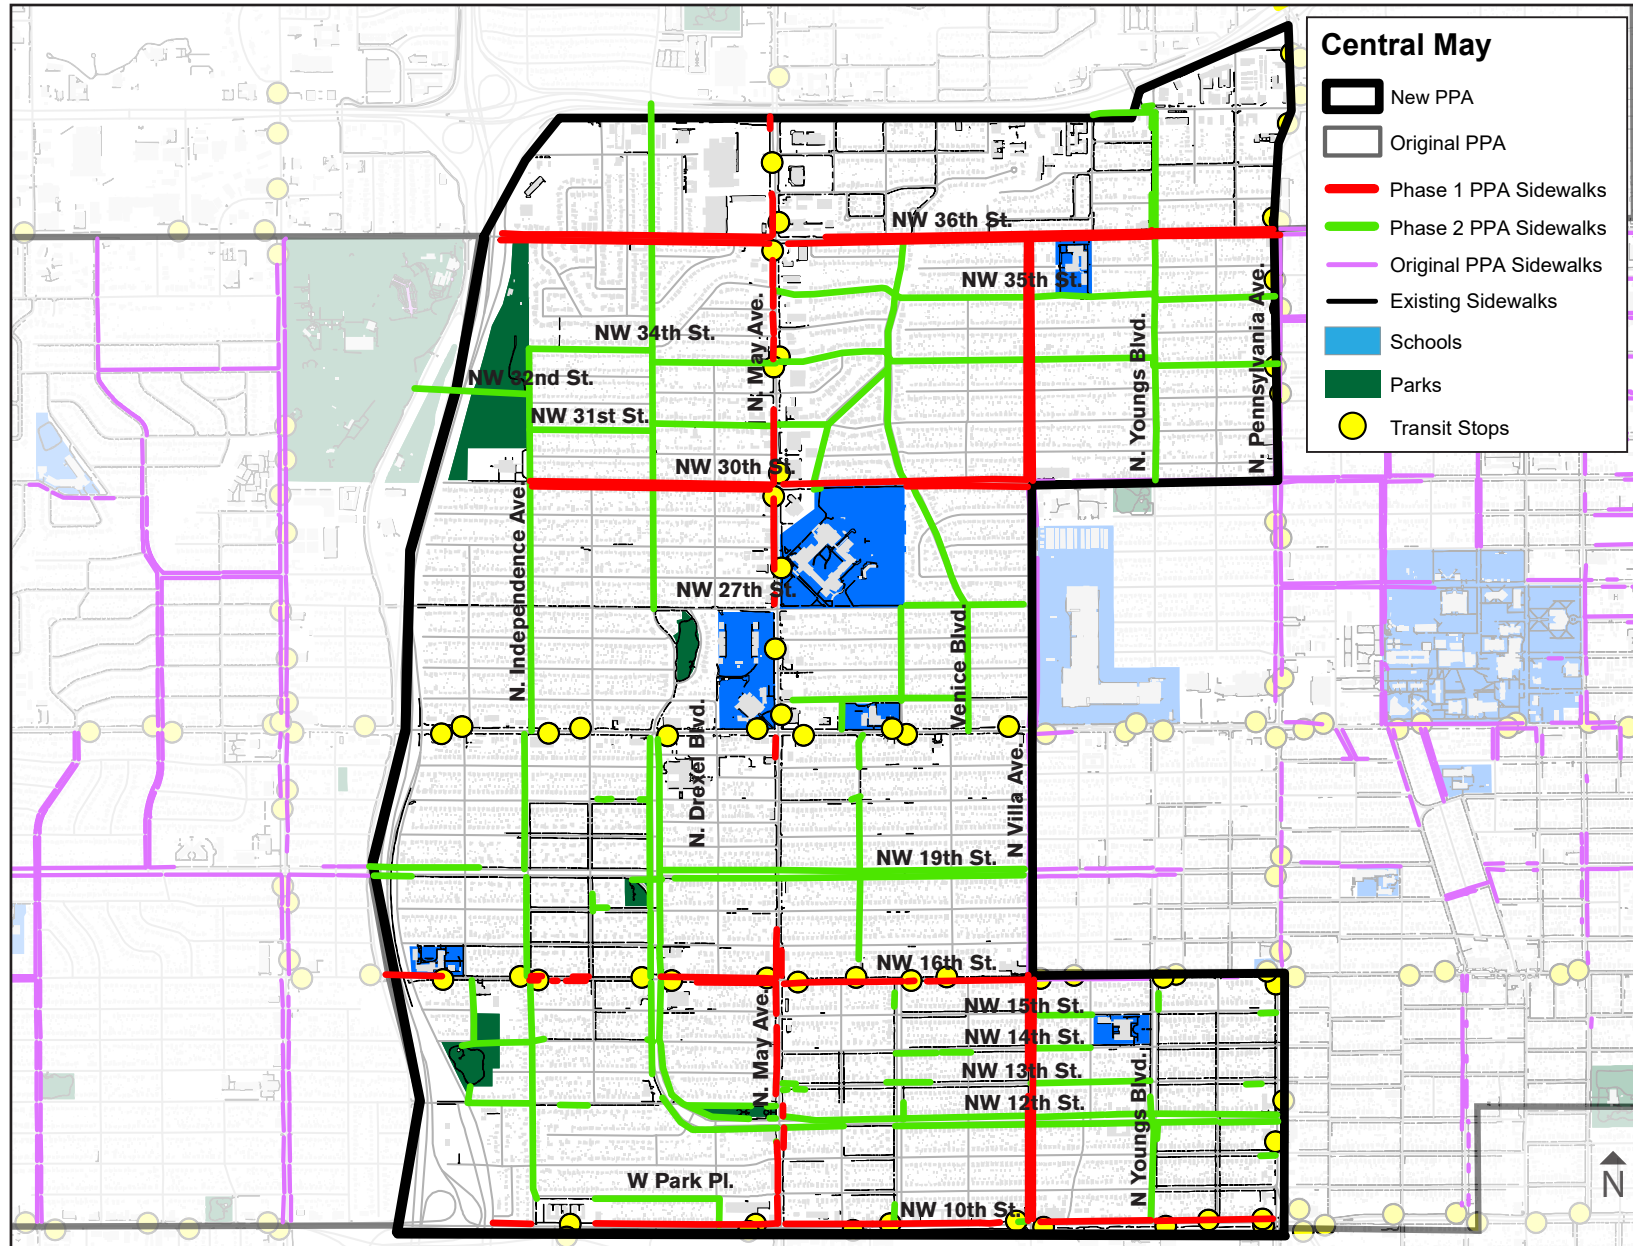 Central May
New PPA
Original PPA
Phase 1 PPA Sidewalks
Phase 2 PPA Sidewalks
Original PPA Sidewalks
Existing Sidewalks
Schools
Parks
Transit Stops
NW 36th St.
NW 35th St.
NW 34th St.
N. May Ave.
N. Youngs Blvd.
N. Pennsylvania Ave.
NW 32nd St.
NW 31st St.
NW 30th St.
N. Independence Ave.
NW 27th St.
Venice Blvd.
N. Drexel Blvd.
N Villa Ave.
NW 19th St.
NW 16th St.
N. May Ave.
NW 15th St.
NW 14th St.
NW 13th St.
NW 12th St.
N Youngs Blvd.
W Park Pl.
NW 10th St.
N